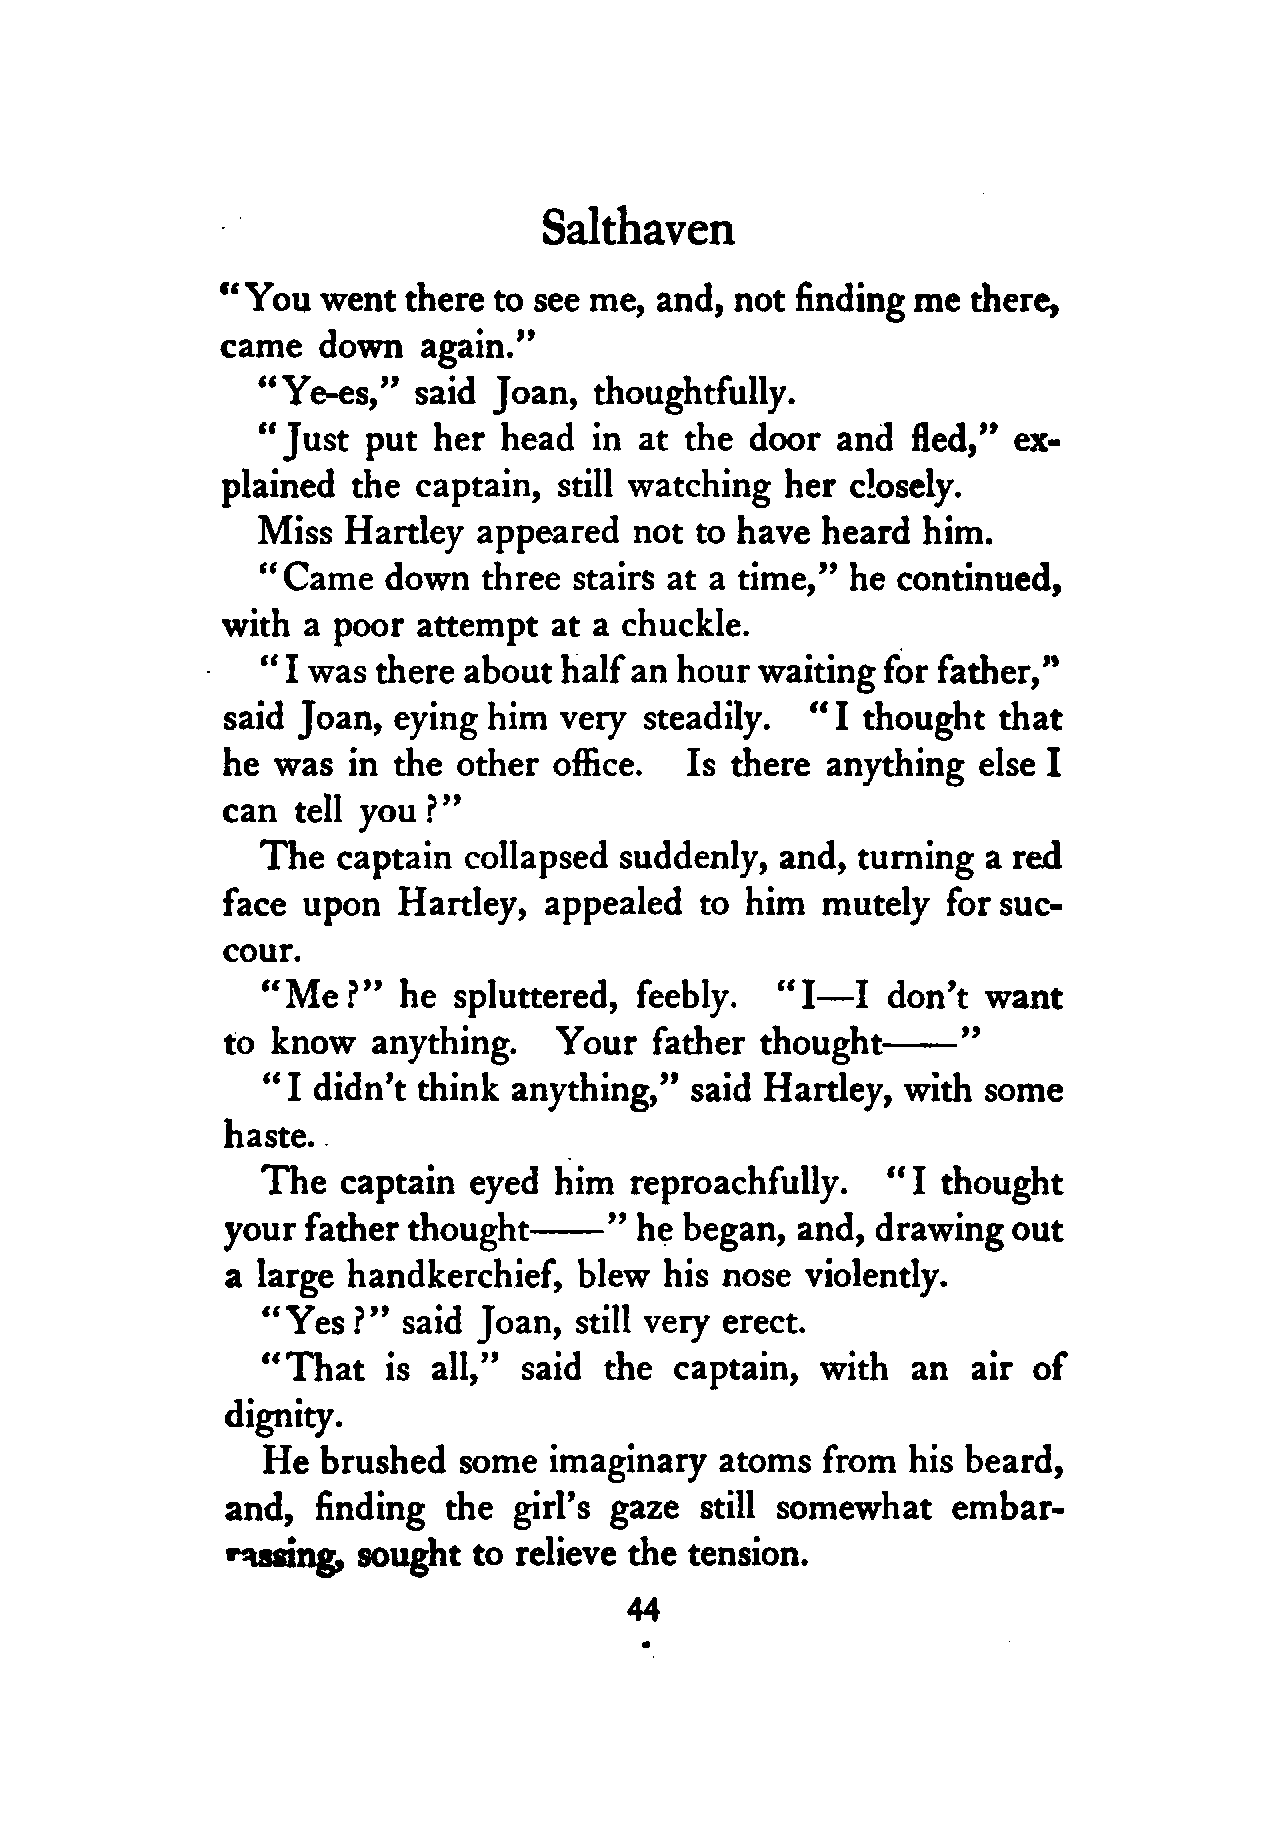 Salthaven
"You went there to see me, and, not finding me there,
came down again."
"Ye-es," said Joan, thoughtfully.
"Just put her head in at the door and fled," ex-
plained the captain, still watching her closely.
Miss Hartley appeared not to have heard him.
"Came down three stairs at a time," he continued,
with a poor attempt at a chuckle.
"I was there about half an hour waiting for father,"
said Joan, eying him very steadily. "I thought that
he was in the other office. Is there anything else I
can tell you?"
The captain collapsed suddenly, and, turning a red
face upon Hartley, appealed to him mutely for suc-
cour.
"Me?" he spluttered, feebly. "I—I don't want
to know anything. Your father thought——"
"I didn't think anything," said Hartley, with some
haste.
The captain eyed him reproachfully. "I thought
your father thought——" he began, and, drawing out
a large handkerchief, blew his nose violently.
"Yes?" said Joan, still very erect.
"That is all," said the captain, with an air of
dignity.
He brushed some imaginary atoms from his beard,
and, finding the girl's gaze still somewhat embar-
rassing, sought to relieve the tension.
44